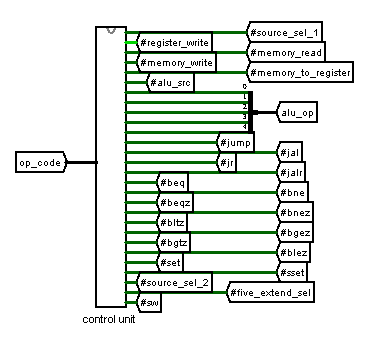 #source_sel_1
#register_write
#memory_read
#memory_write
#memory_to_register
#alu_src
0
1
2
3
4
alu_op
#jump
#jal
op_code
#jr
#jalr
#beq
#bne
#beqz
#bnez
#bltz
#bgez
#bgtz
#blez
#set
#sset
#source_sel_2
#five_extend_sel
#sw
control unit